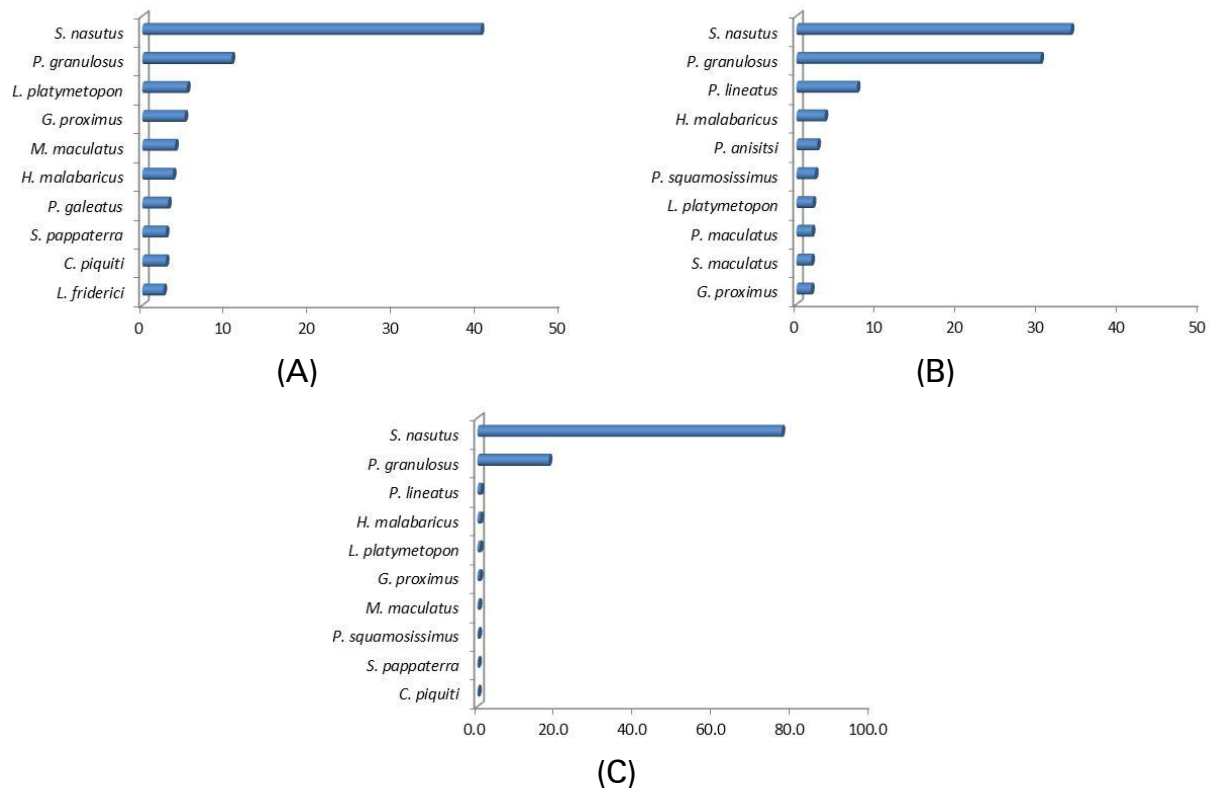 S. nasutus
P. granulosus
L. platymetopon
G. proximus
M. maculatus
H. malabaricus
P. galeatus
S. pappaterra
C. piquiti
L. friderici
0 10 20 30 40 50
(A)
S. nasutus
P. granulosus
P. lineatus
H. malabaricus
P. anisitsi
P. squamosissimus
L. platymetopon
P. maculatus
S. maculatus
G. proximus
0 10 20 30 40 50
(B)
S. nasutus
P. granulosus
P. lineatus
H. malabaricus
L. platymetopon
G. proximus
M. maculatus
P. squamosissimus
S. pappaterra
C. piquiti
0.0 20.0 40.0 60.0 80.0 100.0
(C)